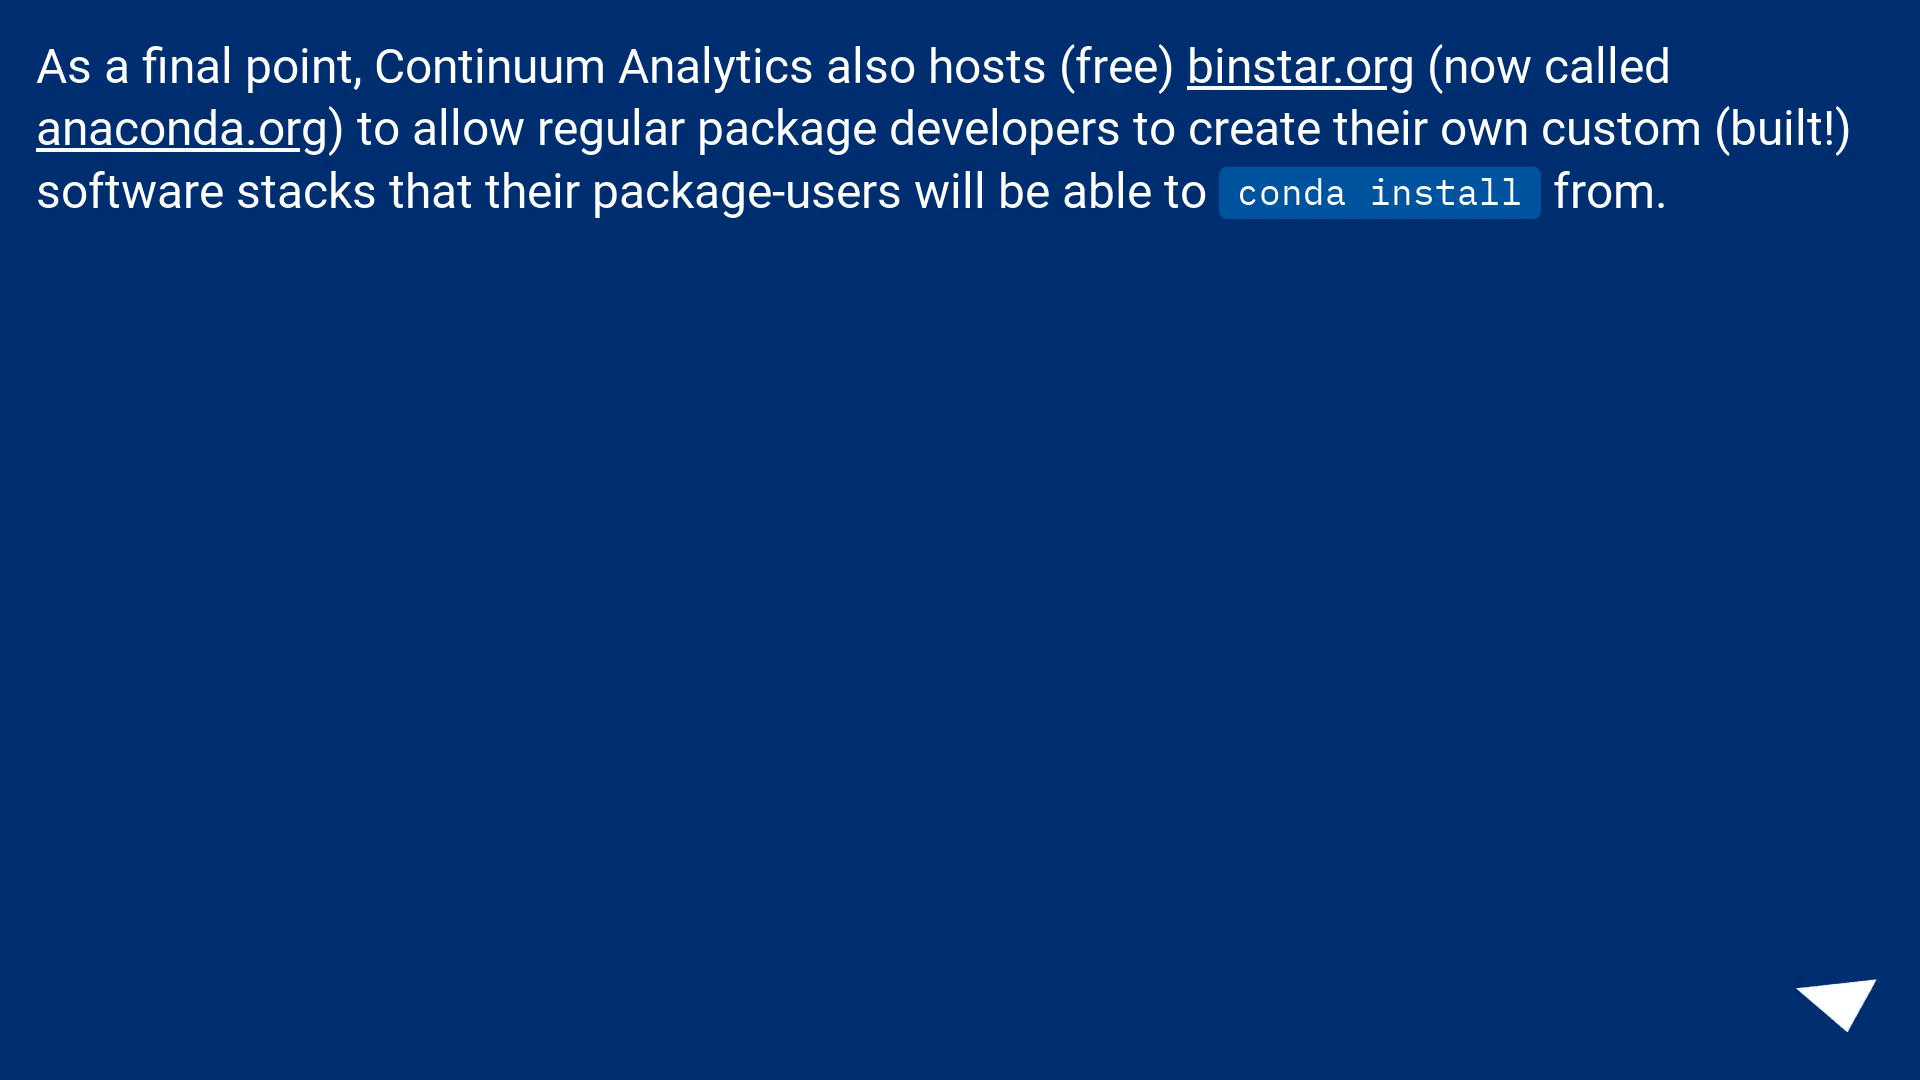 As a final point, Continuum Analytics also hosts (free) binstar.org (now called
anaconda.org) to allow regular package developers to create their own custom (built!)
software stacks that their package-users will be able to conda install from.